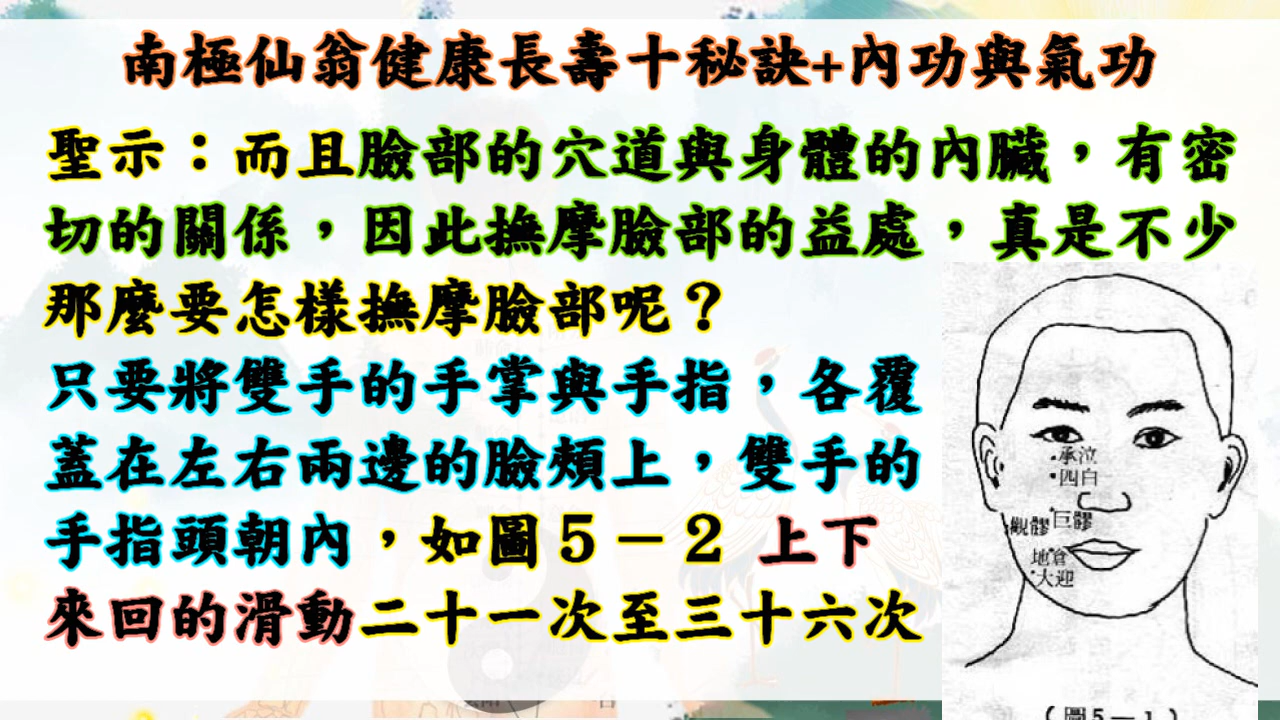 南極仙翁健康長壽十秘訣+內功與氣功
聖示：而且臉部的穴道與身體的內臟，有密
切的關係，因此撫摩臉部的益處，真是不少
那麼要怎樣撫摩臉部呢？
只要將雙手的手掌與手指，各覆
蓋在左右兩邊的臉頰上，雙手的
手指頭朝內，如圖５－２ 上下
來回的滑動二十一次至三十六次
承泣
四白
巨髎
觀髎
地倉
大迎
(圖5－1)